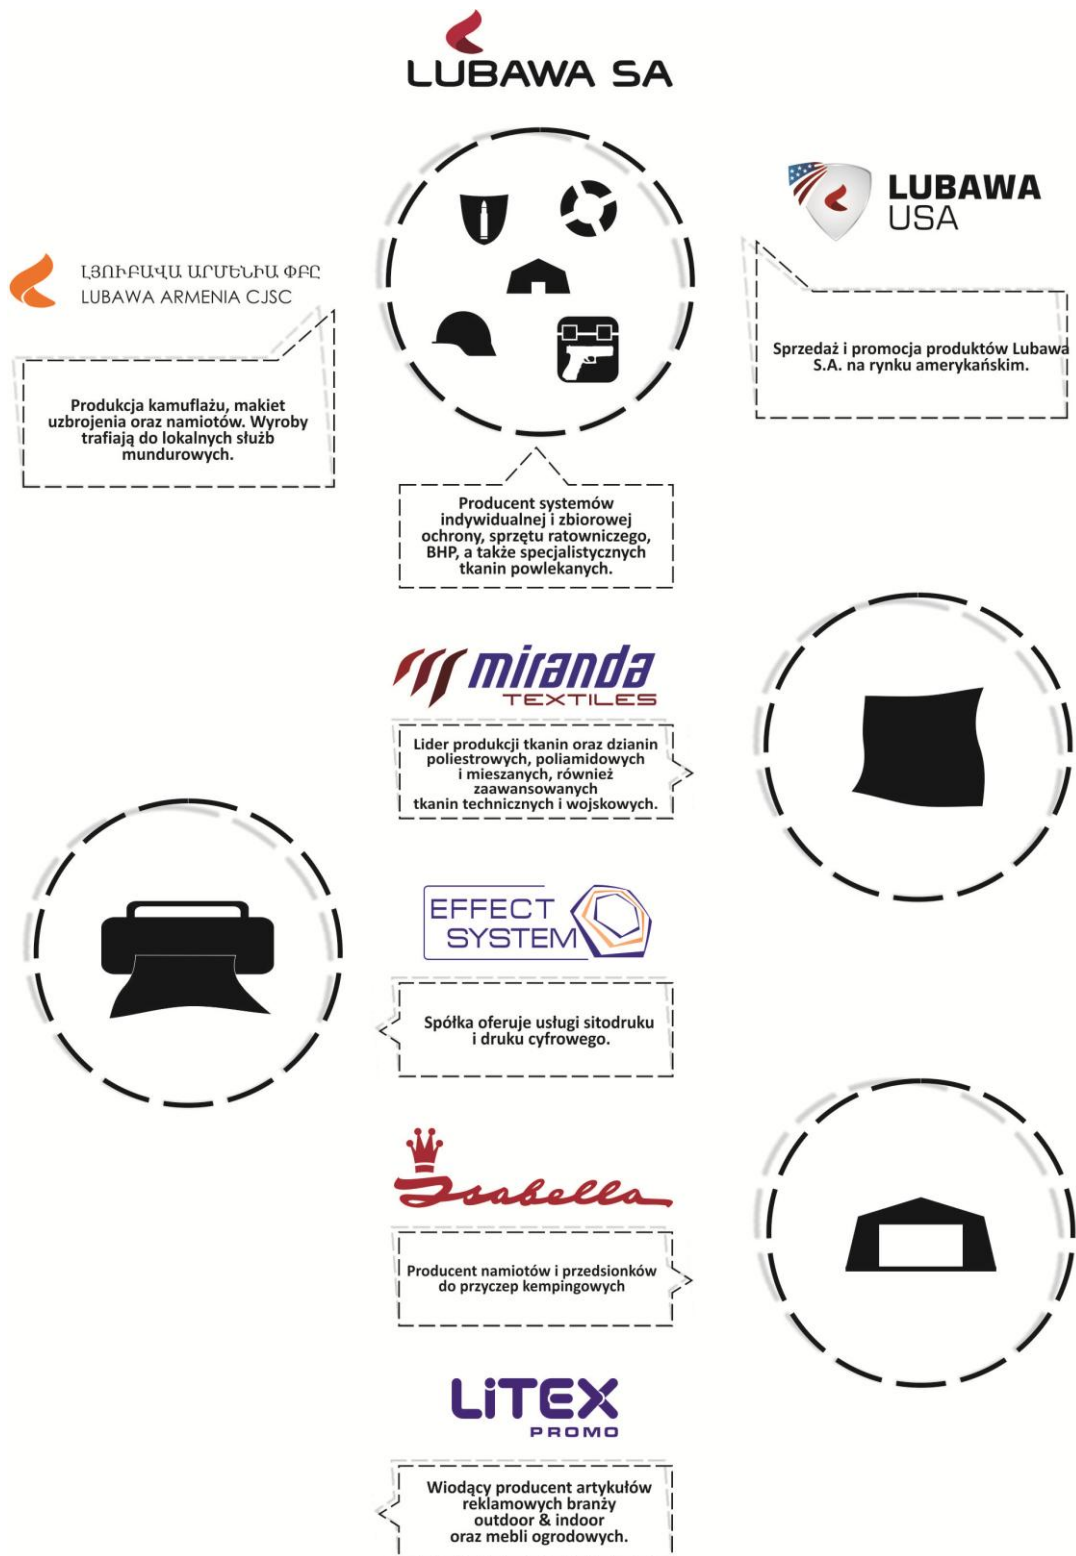 LUBAWA SA
LUBAWA
USA
ԼՅՈՒԲԱՎԱ ԱՐՄԵՆԻԱ ՓԲԸ
LUBAWA ARMENIA CJSC
Sprzedaż i promocja produktów Lubawa
S.A. na rynku amerykańskim.
Produkcja kamuflażu, makiet
uzbrojenia oraz namiotów. Wyroby
trafiają do lokalnych służb
mundurowych.
Producent systemów
indywidualnej i zbiorowej
ochrony, sprzętu ratowniczego,
BHP, a także specjalistycznych
tkanin powlekanych.
miranda
TEXTILES
Lider produkcji tkanin oraz dzianin
poliestrowych, poliamidowych
i mieszanych, również
zaawansowanych
tkanin technicznych i wojskowych.
EFFECT
SYSTEM
Spółka oferuje usługi sitodruku
i druku cyfrowego.
Isabella
Producent namiotów i przedsionków
do przyczep kempingowych
LiTEX
PROMO
Wiodący producent artykułów
reklamowych branży
outdoor & indoor
oraz mebli ogrodowych.